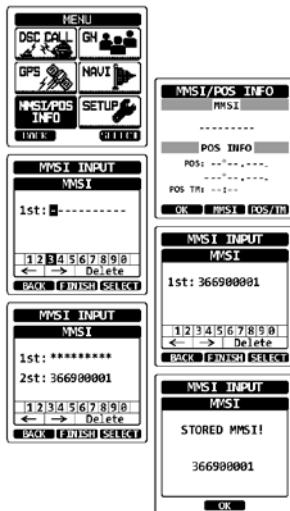 MENU
DSC CALL
GM
GPS
NAVI
MMSI/POS
INFO
SETUP
BACK
SELECT
MMSI/POS INFO
MMSI
---------
POS INFO
POS: --°--.---_
---°--.---_
POS TM: --:--
OK MMSI POS/TM
MMSI INPUT
MMSI
1st: ---------
1 2 3 4 5 6 7 8 9 0
← → Delete
BACK FINISH SELECT
MMSI INPUT
MMSI
1st: 366900001
1 2 3 4 5 6 7 8 9 0
← → Delete
BACK FINISH SELECT
MMSI INPUT
MMSI
1st: *********
2st: 366900001
1 2 3 4 5 6 7 8 9 0
← → Delete
BACK FINISH SELECT
MMSI INPUT
MMSI
STORED MMSI!
366900001
OK